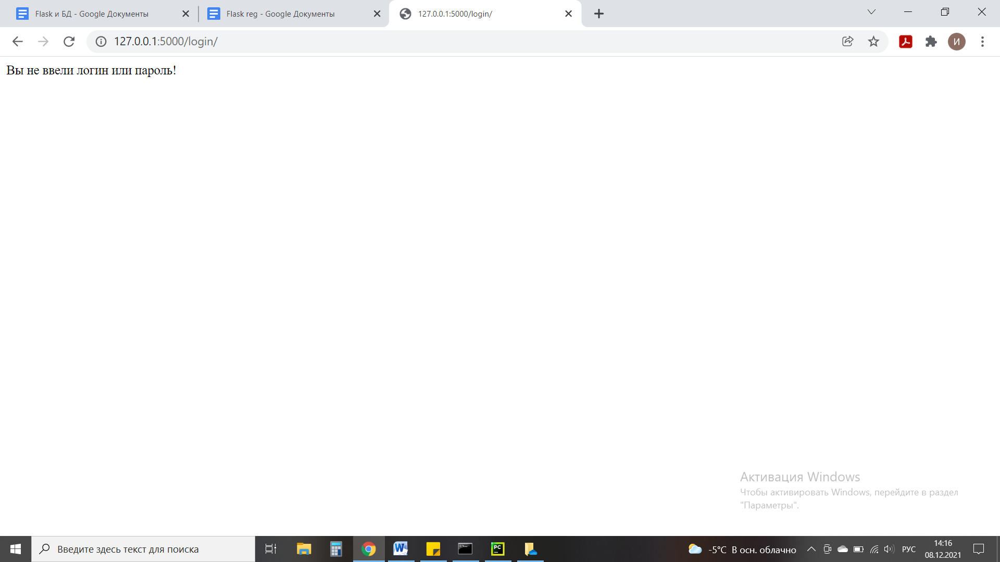 Flask и БД - Google Документы
Flask reg - Google Документы
127.0.0.1:5000/login/
127.0.0.1:5000/login/
И
Вы не ввели логин или пароль!
Активация Windows
Чтобы активировать Windows, перейдите в раздел
"Параметры".
Введите здесь текст для поиска
W
PC
-5°C В осн. облачно
РУС
14:16
08.12.2021